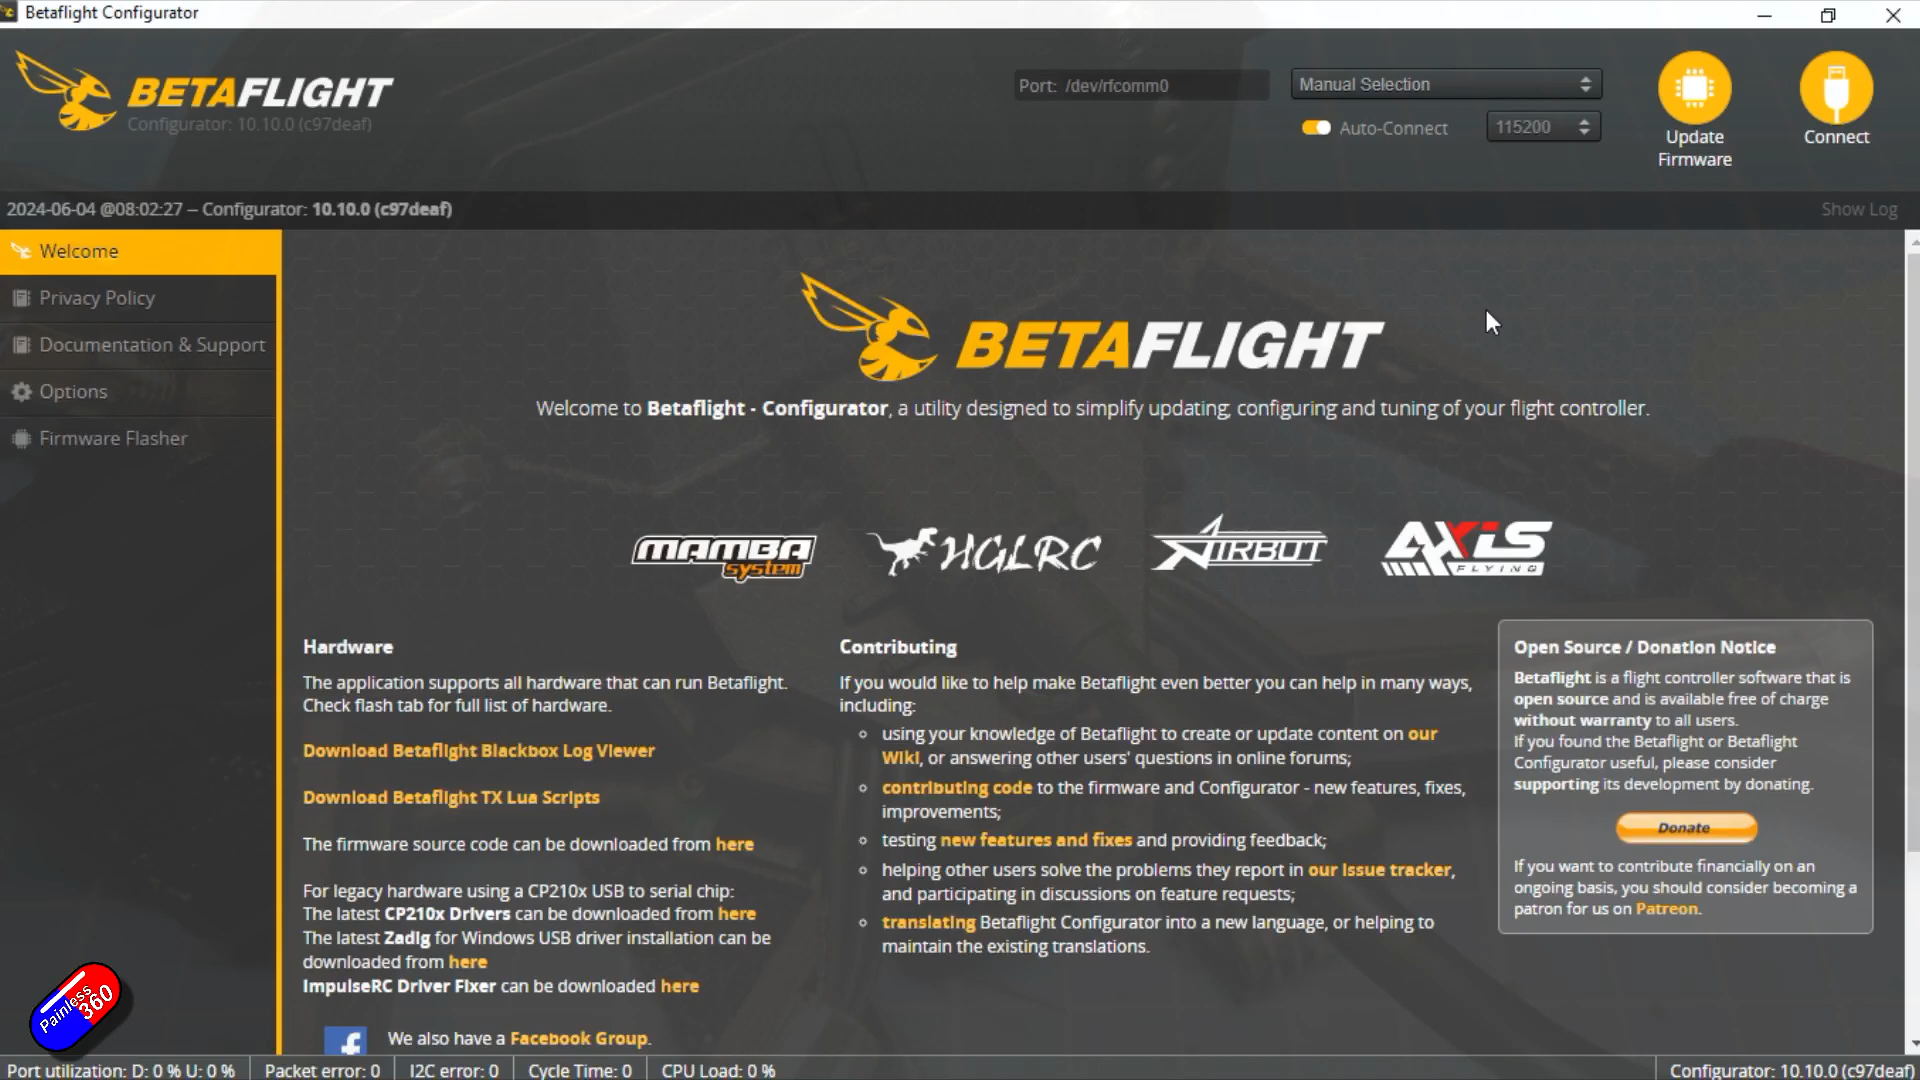 Betaflight Configurator
BETAFLIGHT
Configurator: 10.10.0 (c97deaf)
Port: /dev/rfcomm0
Manual Selection
Auto-Connect
115200
Update
Firmware
Connect
2024-06-04 @08:02:27 – Configurator: 10.10.0 (c97deaf)
Show Log
Welcome
Privacy Policy
Documentation & Support
Options
Firmware Flasher
BETAFLIGHT
Welcome to Betaflight - Configurator, a utility designed to simplify updating, configuring and tuning of your flight controller.
MAMBA
system
HGLRC
AIRBOT
AXIS
FLYING
Hardware
The application supports all hardware that can run Betaflight.
Check flash tab for full list of hardware.
Download Betaflight Blackbox Log Viewer
Download Betaflight TX Lua Scripts
The firmware source code can be downloaded from here
For legacy hardware using a CP210x USB to serial chip:
The latest CP210x Drivers can be downloaded from here
The latest Zadig for Windows USB driver installation can be
downloaded from here
ImpulseRC Driver Fixer can be downloaded here
We also have a Facebook Group.
Contributing
If you would like to help make Betaflight even better you can help in many ways,
including:
using your knowledge of Betaflight to create or update content on our
Wiki, or answering other users' questions in online forums;
contributing code to the firmware and Configurator - new features, fixes,
improvements;
testing new features and fixes and providing feedback;
helping other users solve the problems they report in our issue tracker,
and participating in discussions on feature requests;
translating Betaflight Configurator into a new language, or helping to
maintain the existing translations.
Open Source / Donation Notice
Betaflight is a flight controller software that is
open source and is available free of charge
without warranty to all users.
If you found the Betaflight or Betaflight
Configurator useful, please consider
supporting its development by donating.
Donate
If you want to contribute financially on an
ongoing basis, you should consider becoming a
patron for us on Patreon.
Painless
360
Port utilization: D: 0 % U: 0 %
Packet error: 0
I2C error: 0
Cycle Time: 0
CPU Load: 0 %
Configurator: 10.10.0 (c97deaf)